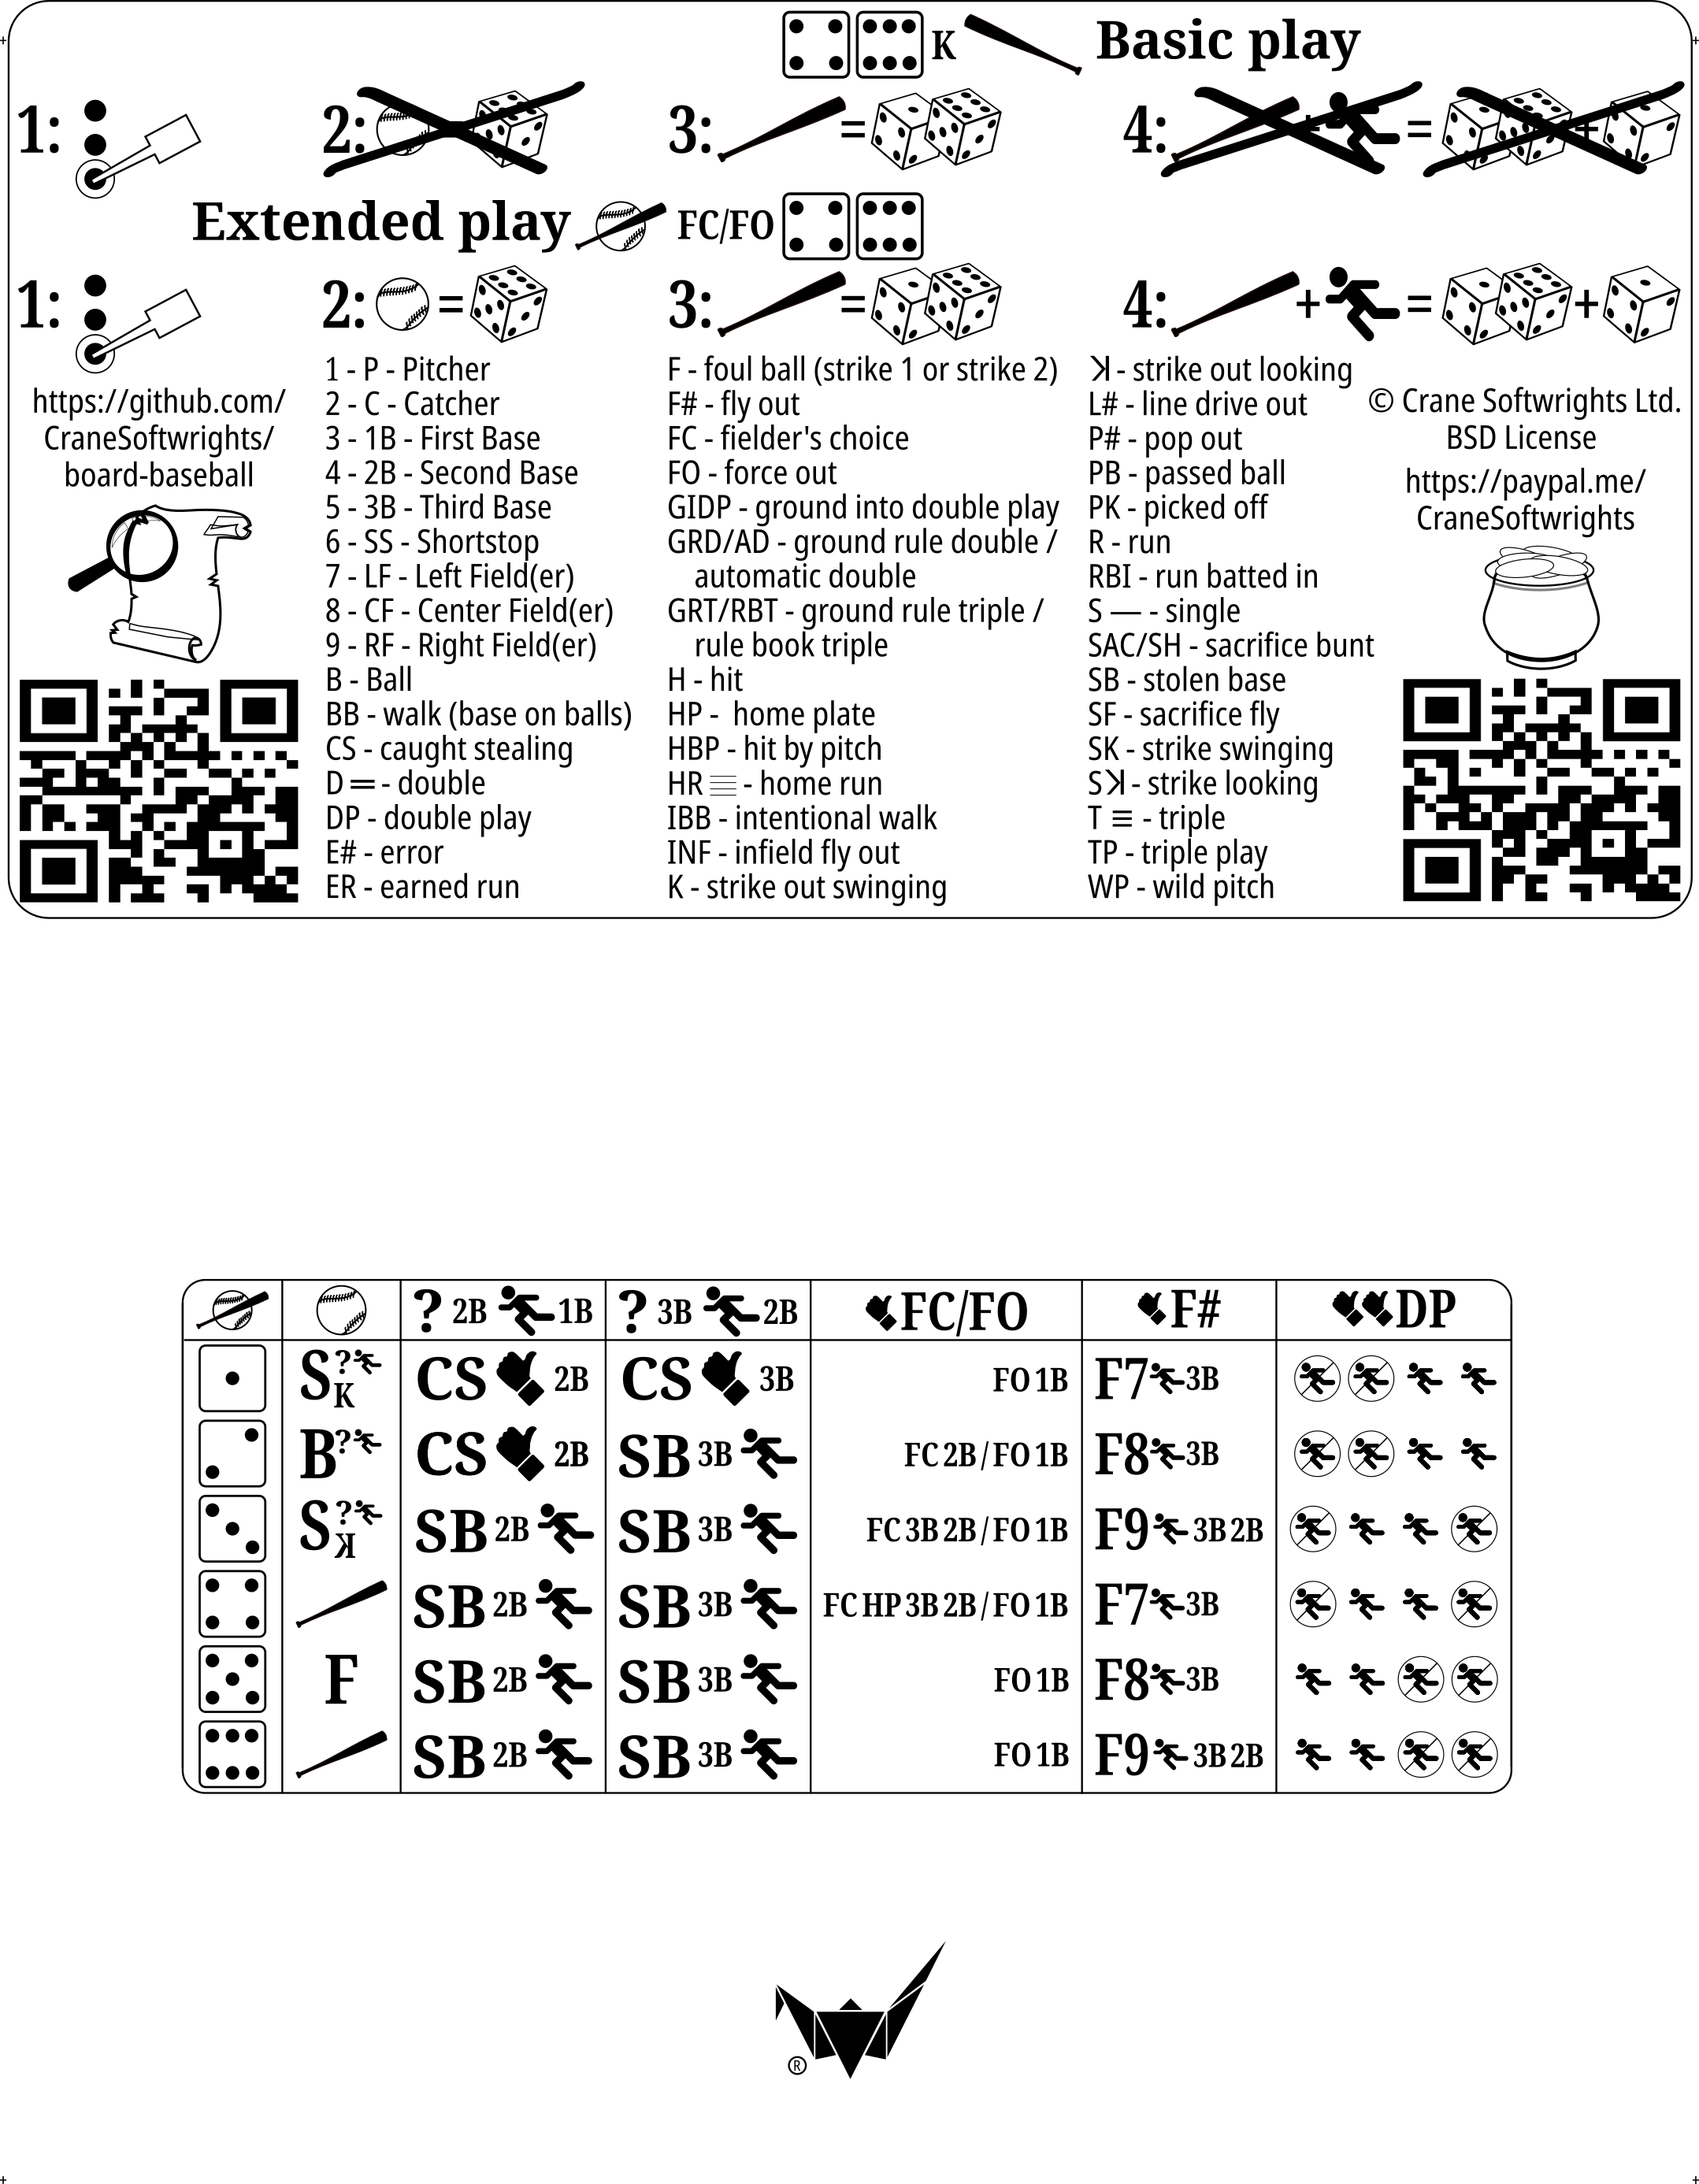 K Basic play
1: 2: = 3: = 4: + = +
Extended play FC/FO
1: 2: = 3: = 4: + = +
https://github.com/
CraneSoftwrights/
board-baseball
1 - P - Pitcher
2 - C - Catcher
3 - 1B - First Base
4 - 2B - Second Base
5 - 3B - Third Base
6 - SS - Shortstop
7 - LF - Left Field(er)
8 - CF - Center Field(er)
9 - RF - Right Field(er)
B - Ball
BB - walk (base on balls)
CS - caught stealing
D ═ - double
DP - double play
E# - error
ER - earned run
F - foul ball (strike 1 or strike 2)
F# - fly out
FC - fielder's choice
FO - force out
GIDP - ground into double play
GRD/AD - ground rule double /
automatic double
GRT/RBT - ground rule triple /
rule book triple
H - hit
HP - home plate
HBP - hit by pitch
HR 𝄚 - home run
IBB - intentional walk
INF - infield fly out
K - strike out swinging
ꓘ - strike out looking
L# - line drive out
P# - pop out
PB - passed ball
PK - picked off
R - run
RBI - run batted in
S — - single
SAC/SH - sacrifice bunt
SB - stolen base
SF - sacrifice fly
SK - strike swinging
Sꓘ - strike looking
T ≡ - triple
TP - triple play
WP - wild pitch
© Crane Softwrights Ltd.
BSD License
https://paypal.me/
CraneSoftwrights
? 2B 1B ? 3B 2B FC/FO F# DP
S ? K CS 2B CS 3B FO 1B F7 3B
B ? CS 2B SB 3B FC 2B / FO 1B F8 3B
S ? ꓘ SB 2B SB 3B FC 3B 2B / FO 1B F9 3B 2B
SB 2B SB 3B FC HP 3B 2B / FO 1B F7 3B
F SB 2B SB 3B FO 1B F8 3B
SB 2B SB 3B FO 1B F9 3B 2B
®